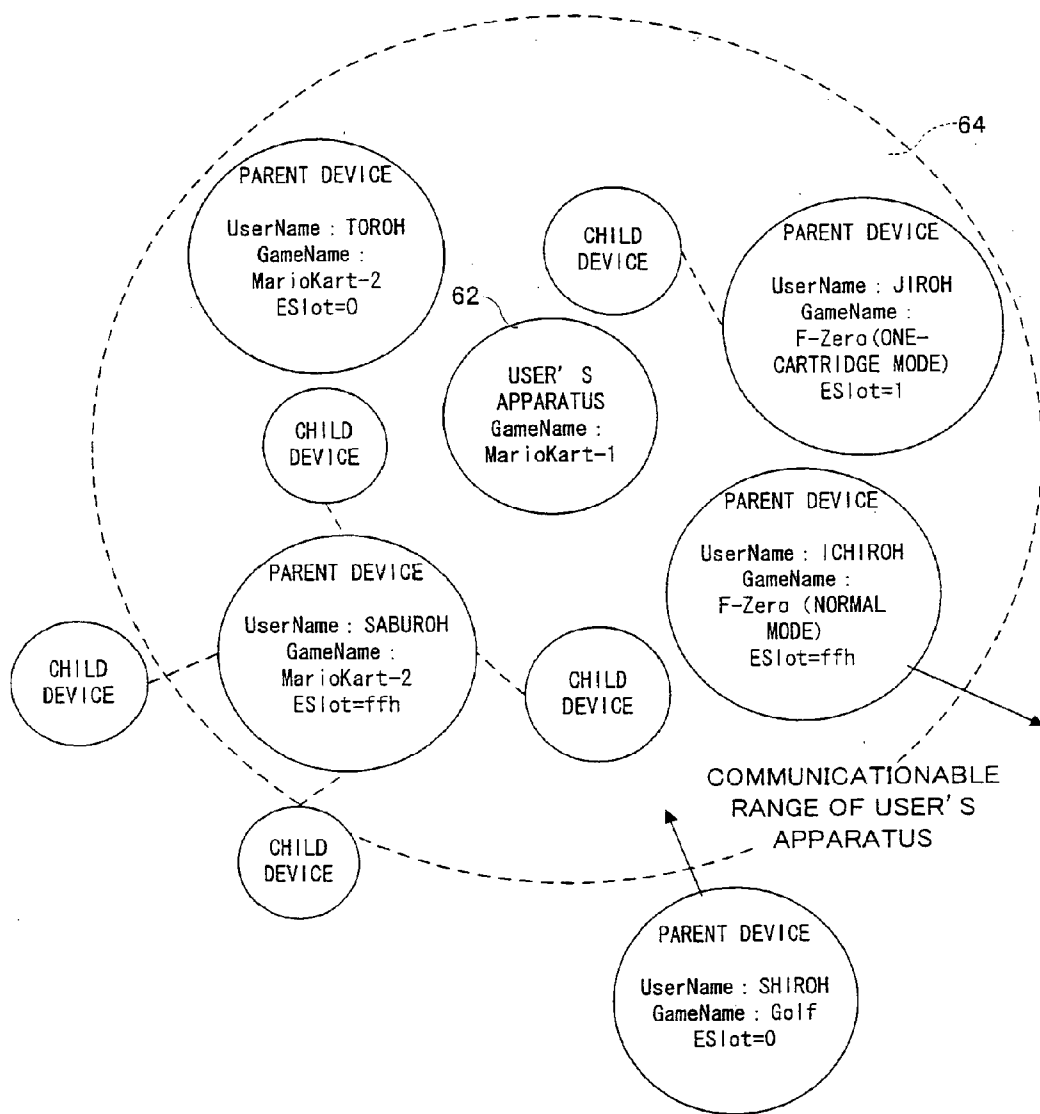 64
PARENT DEVICE
UserName : TOROH
GameName :
MarioKart-2
ESlot=0
CHILD
DEVICE
PARENT DEVICE
UserName : JIROH
GameName :
F-Zero(ONE-
CARTRIDGE MODE)
ESlot=1
62
USER'S
APPARATUS
GameName :
MarioKart-1
CHILD
DEVICE
PARENT DEVICE
UserName : ICHIROH
GameName :
F-Zero (NORMAL
MODE)
ESlot=ffh
PARENT DEVICE
UserName : SABUROH
GameName :
MarioKart-2
ESlot=ffh
CHILD
DEVICE
CHILD
DEVICE
COMMUNICATIONABLE
RANGE OF USER'S
APPARATUS
CHILD
DEVICE
PARENT DEVICE
UserName : SHIROH
GameName : Golf
ESlot=0